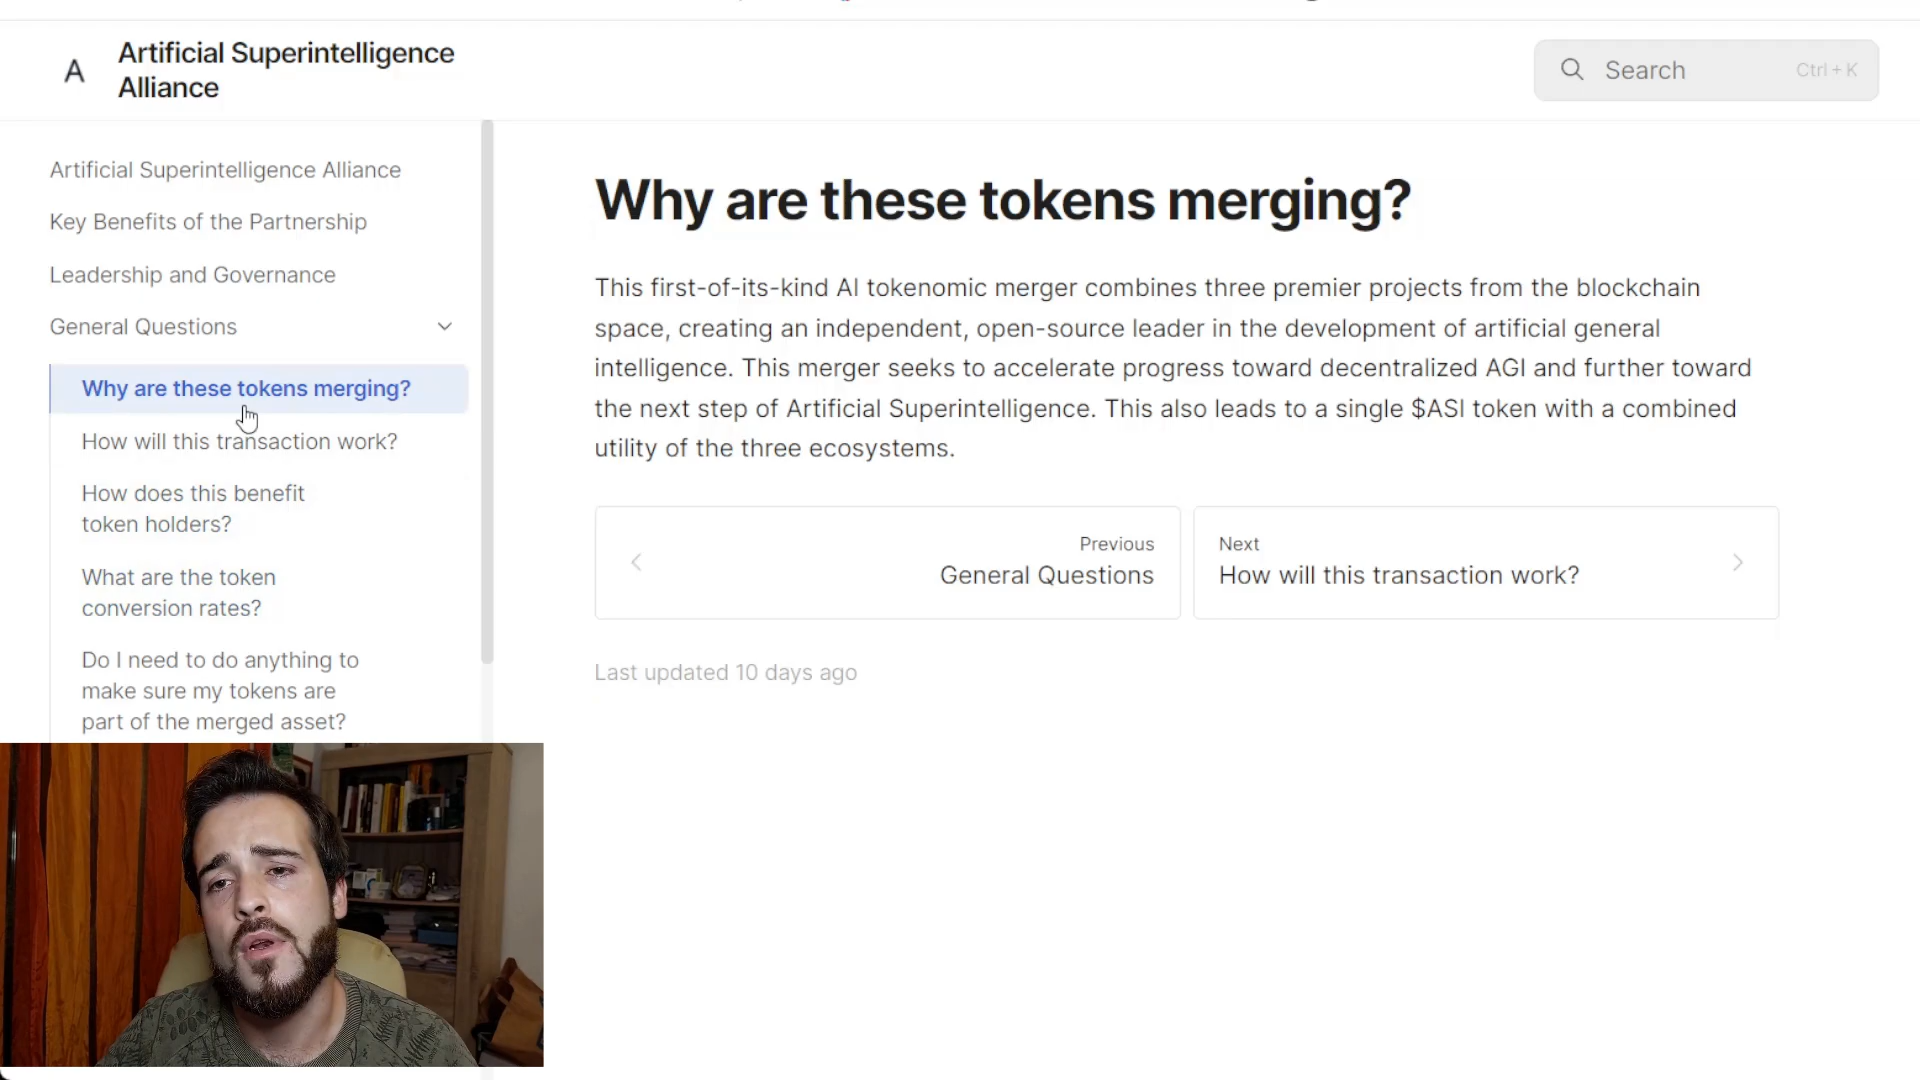 A
Artificial Superintelligence
Alliance
Search
Ctrl + K
Artificial Superintelligence Alliance
Key Benefits of the Partnership
Leadership and Governance
General Questions
Why are these tokens merging?
How will this transaction work?
How does this benefit
token holders?
What are the token
conversion rates?
Do I need to do anything to
make sure my tokens are
part of the merged asset?
Why are these tokens merging?
This first-of-its-kind AI tokenomic merger combines three premier projects from the blockchain
space, creating an independent, open-source leader in the development of artificial general
intelligence. This merger seeks to accelerate progress toward decentralized AGI and further toward
the next step of Artificial Superintelligence. This also leads to a single $ASI token with a combined
utility of the three ecosystems.
Previous
General Questions
Next
How will this transaction work?
Last updated 10 days ago